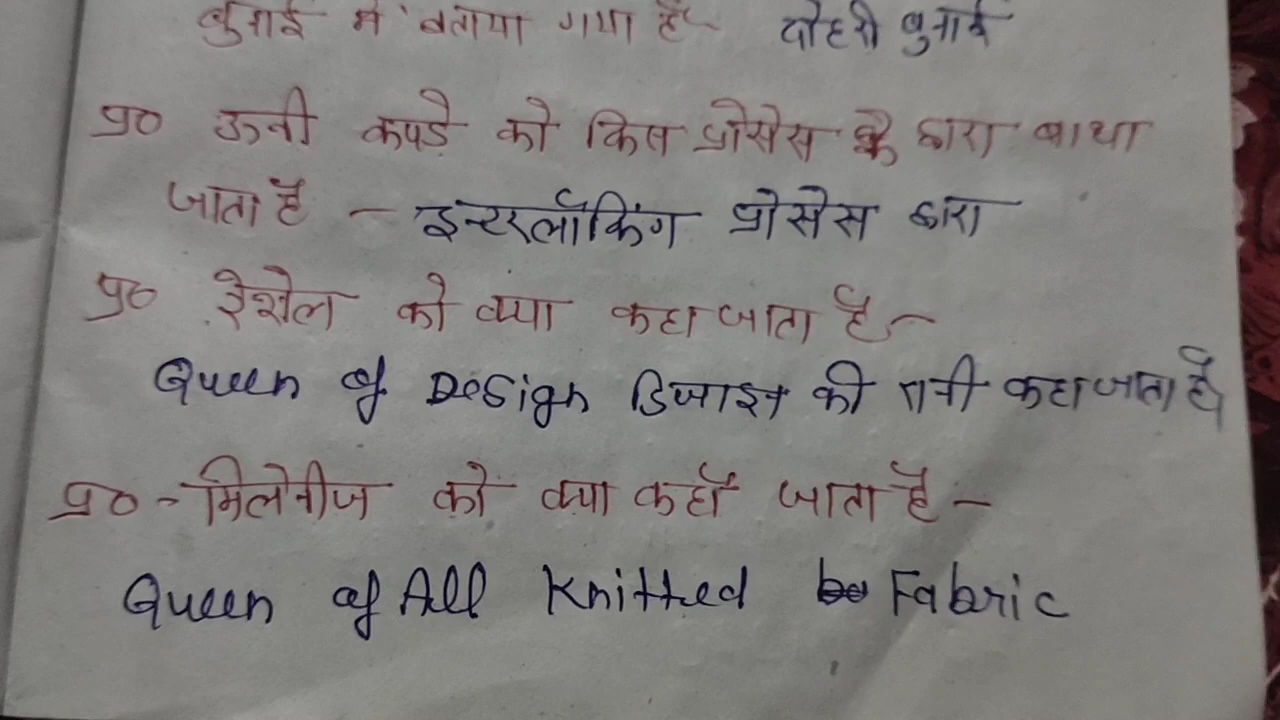 बुनाई में बताया गया है - दोहरी बुनाई
प्र० ऊनी कपड़े को किस प्रोसेस के द्वारा बाधा
जाता है - इन्टरलॉकिंग प्रोसेस द्वारा
प्र० रेशेल को क्या कहा जाता है -
Queen of Design डिजाइन की रानी कहा जाता है
प्र० - मिलेनीज को क्या कहाँ जाता है -
Queen of All Knitted Fabric